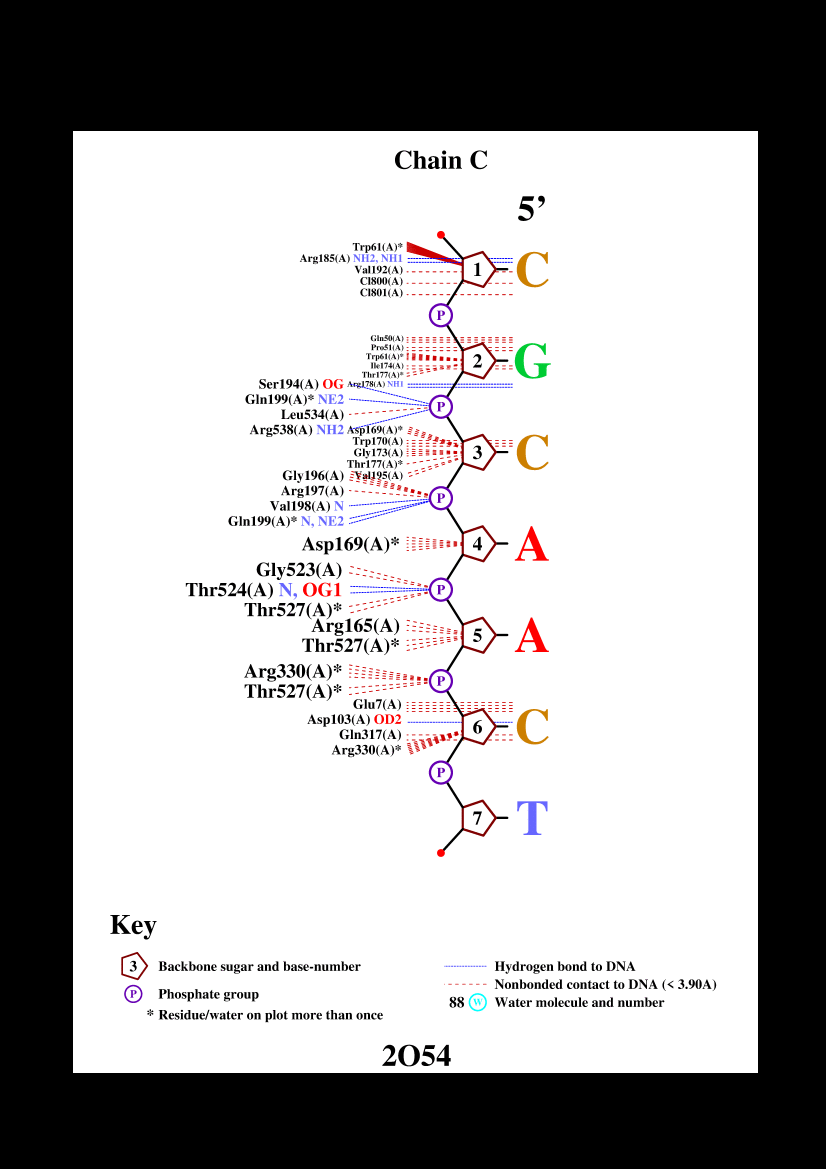 Chain C
5’
Trp61(A)*
Arg185(A) NH2, NH1
Val192(A)
Cl800(A)
Cl801(A)
1 C
P
Gln50(A)
Pro51(A)
Trp61(A)*
Ile174(A)
Thr177(A)*
Arg178(A) NH1
2 G
Ser194(A) OG
Gln199(A)* NE2
Leu534(A)
Arg538(A) NH2
P
Asp169(A)*
Trp170(A)
Gly173(A)
Thr177(A)*
Val195(A)
3 C
Gly196(A)
Arg197(A)
Val198(A) N
Gln199(A)* N, NE2
P
Asp169(A)*
4 A
Gly523(A)
Thr524(A) N, OG1
Thr527(A)*
P
Arg165(A)
Thr527(A)*
5 A
Arg330(A)*
Thr527(A)*
P
Glu7(A)
Asp103(A) OD2
Gln317(A)
Arg330(A)*
6 C
P
7 T
Key
3 Backbone sugar and base-number
P Phosphate group
* Residue/water on plot more than once
Hydrogen bond to DNA
Nonbonded contact to DNA (< 3.90A)
88 W Water molecule and number
2O54